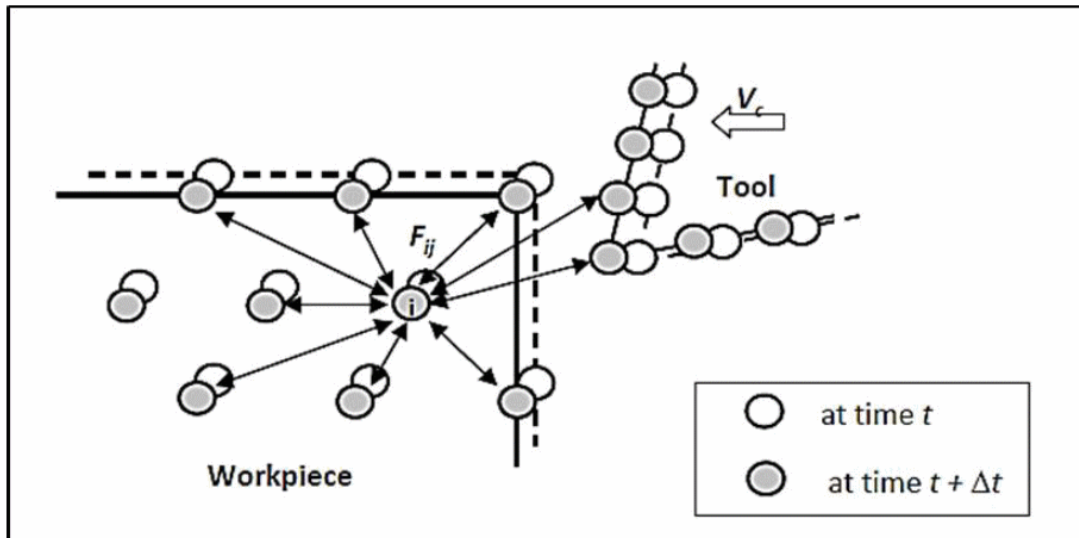 V_c
Tool
F_ij
i
Workpiece
at time t
at time t + Δt